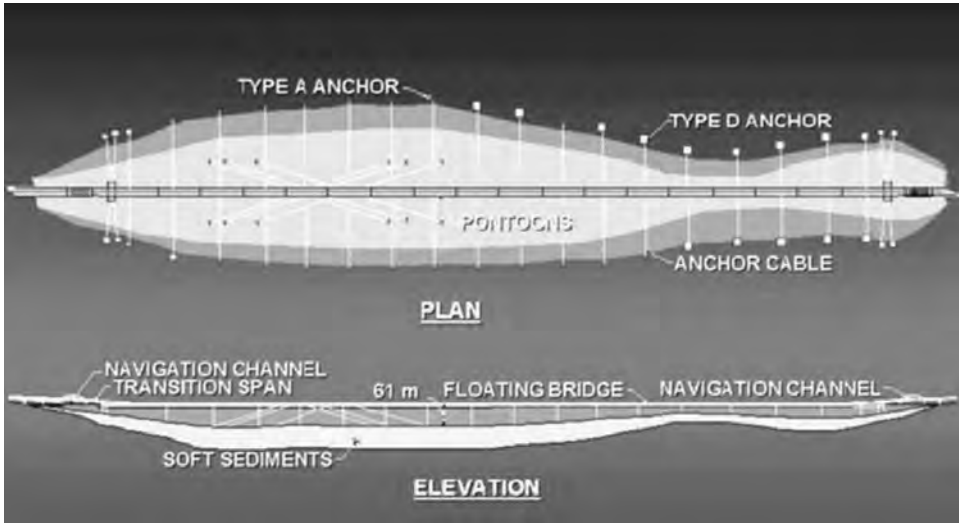 TYPE A ANCHOR
TYPE D ANCHOR
PONTOONS
ANCHOR CABLE
PLAN
NAVIGATION CHANNEL
TRANSITION SPAN
61 m
FLOATING BRIDGE
NAVIGATION CHANNEL
SOFT SEDIMENTS
ELEVATION